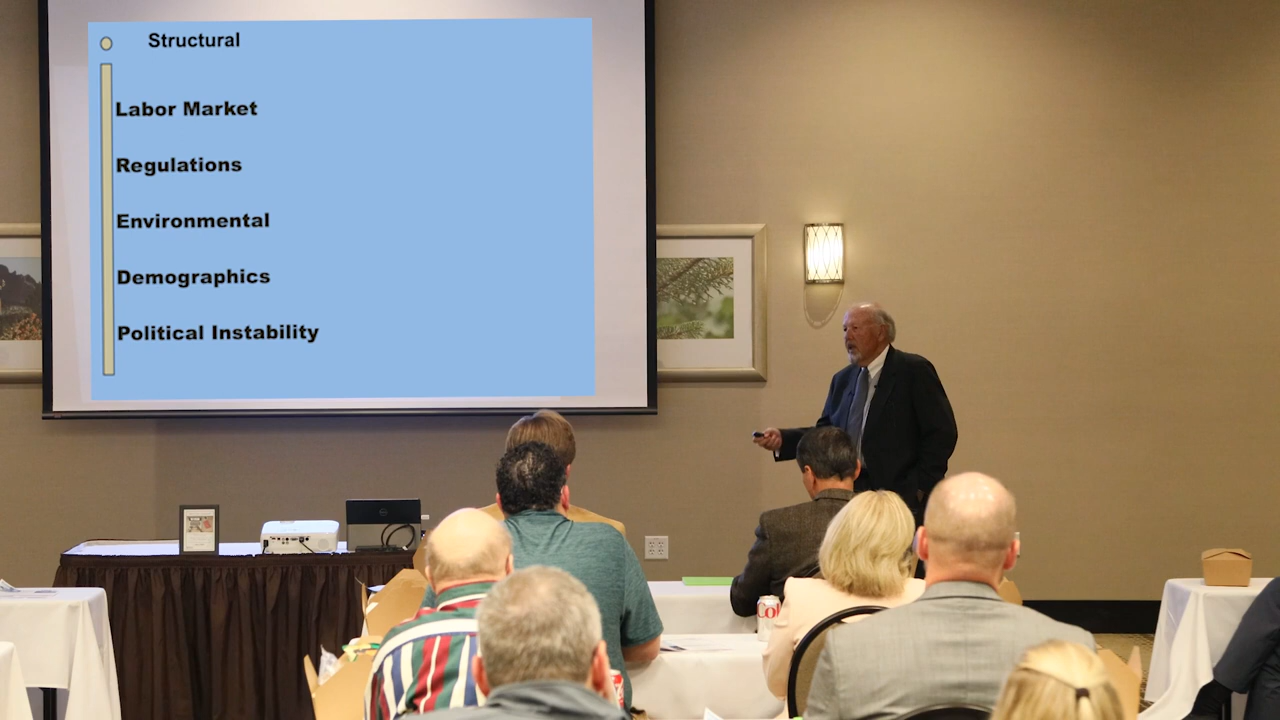 Structural
Labor Market
Regulations
Environmental
Demographics
Political Instability